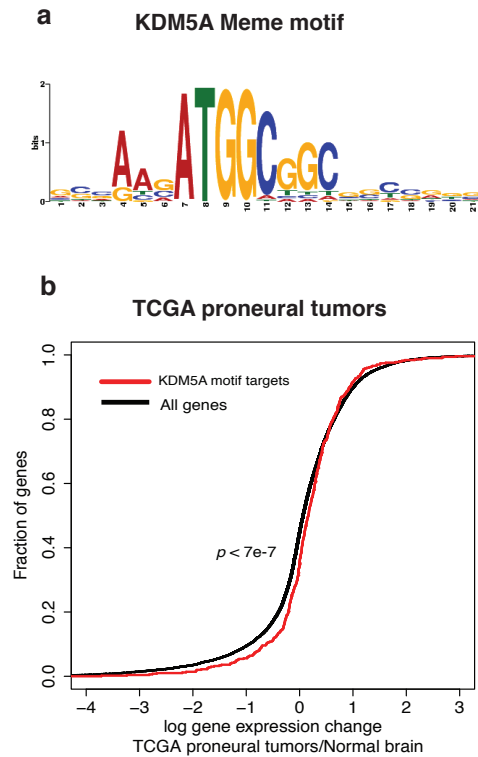 a
KDM5A Meme motif
2
bits
1
0
A A G A T G G C G G C
1 2 3 4 5 6 7 8 9 10 11 12 13 14 15 16 17 18 19 20 21
b
TCGA proneural tumors
1.0
KDM5A motif targets
All genes
0.8
Fraction of genes
0.6
p < 7e-7
0.4
0.2
0.0
−4 −3 −2 −1 0 1 2 3
log gene expression change
TCGA proneural tumors/Normal brain